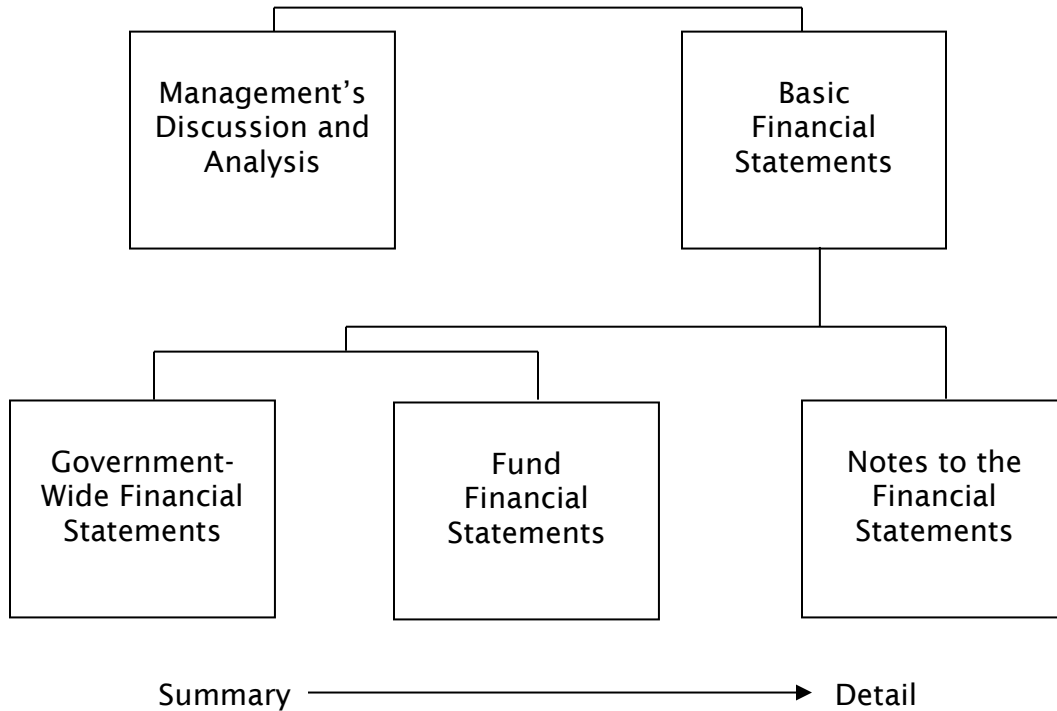 Management’s
Discussion and
Analysis
Basic
Financial
Statements
Government-
Wide Financial
Statements
Fund
Financial
Statements
Notes to the
Financial
Statements
Summary
Detail